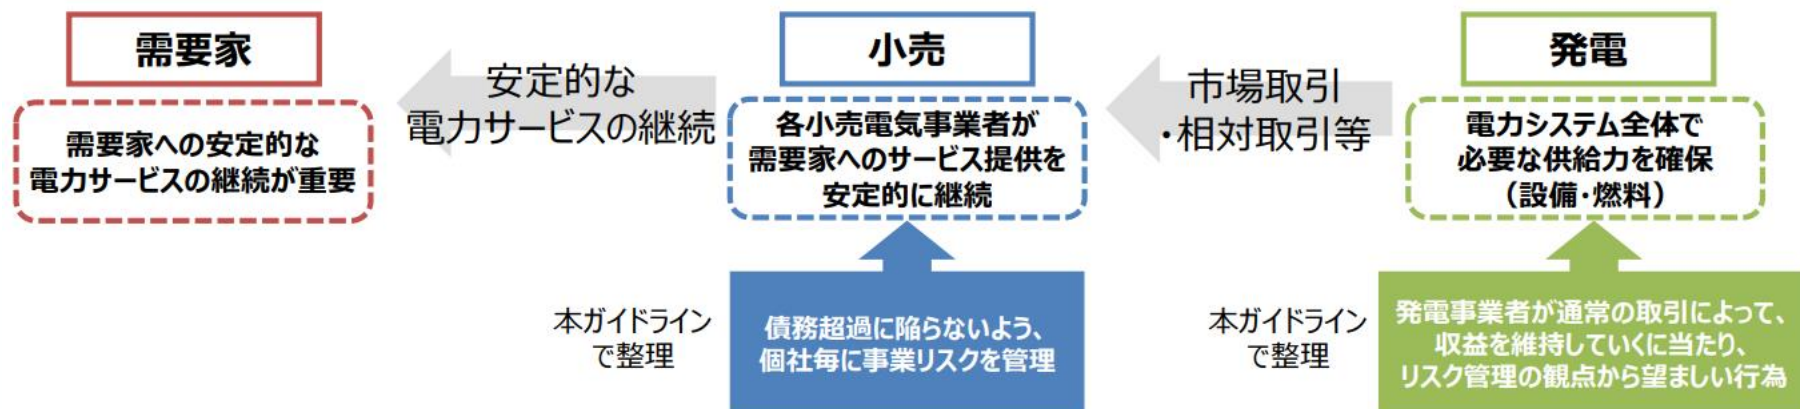 需要家
需要家への安定的な
電力サービスの継続が重要
安定的な
電力サービスの継続
小売
各小売電気事業者が
需要家へのサービス提供を
安定的に継続
本ガイドライン
で整理
債務超過に陥らないよう、
個社毎に事業リスクを管理
市場取引
・相対取引等
発電
電力システム全体で
必要な供給力を確保
（設備・燃料）
本ガイドライン
で整理
発電事業者が通常の取引によって、
収益を維持していくに当たり、
リスク管理の観点から望ましい行為